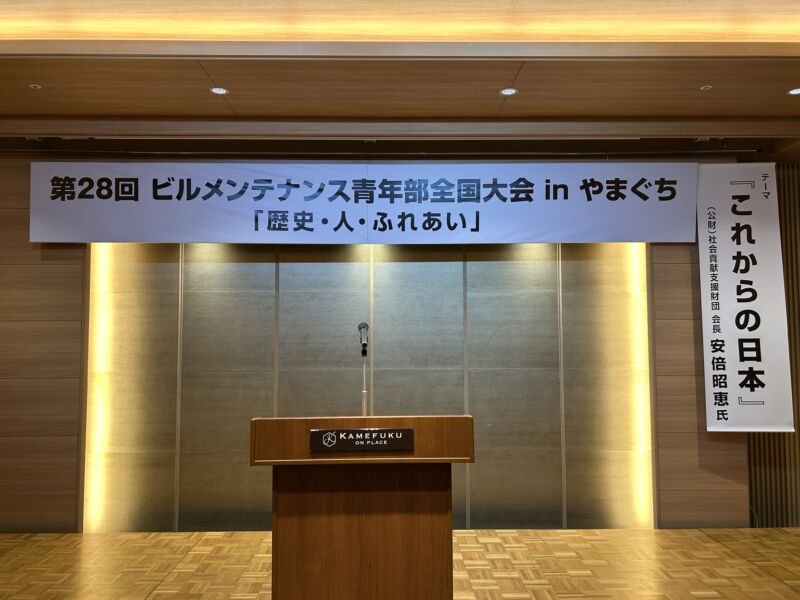 第28回 ビルメンテナンス青年部全国大会 in やまぐち
「歴史・人・ふれあい」
テーマ
『これからの日本』
(公財)社会貢献支援財団 会長 安倍昭恵氏
KAMEFUKU
ON PLACE